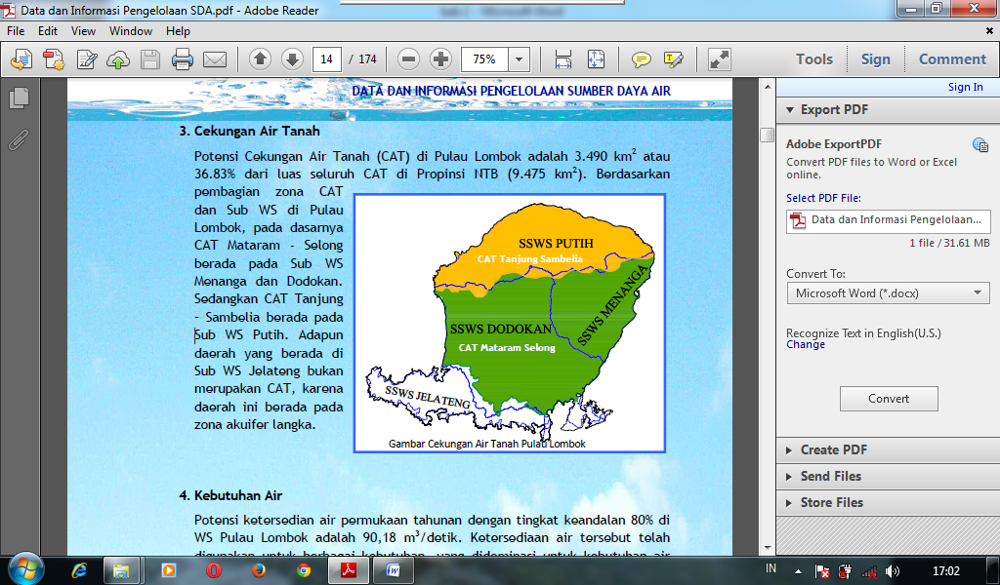 Data dan Informasi Pengelolaan SDA.pdf - Adobe Reader
File Edit View Window Help
14 / 174 75%
Tools Sign Comment
DATA DAN INFORMASI PENGELOLAAN SUMBER DAYA AIR
3. Cekungan Air Tanah
Potensi Cekungan Air Tanah (CAT) di Pulau Lombok adalah 3.490 km² atau
36.83% dari luas seluruh CAT di Propinsi NTB (9.475 km²). Berdasarkan
pembagian zona CAT
dan Sub WS di Pulau
Lombok, pada dasarnya
CAT Mataram - Selong
berada pada Sub WS
Menanga dan Dodokan.
Sedangkan CAT Tanjung
- Sambelia berada pada
Sub WS Putih. Adapun
daerah yang berada di
Sub WS Jelateng bukan
merupakan CAT, karena
daerah ini berada pada
zona akuifer langka.
SSWS PUTIH
CAT Tanjung Sambelia
SSWS MENANGA
SSWS DODOKAN
CAT Mataram Selong
SSWS JELATENG
Gambar Cekungan Air Tanah Pulau Lombok
4. Kebutuhan Air
Potensi ketersedian air permukaan tahunan dengan tingkat keandalan 80% di
WS Pulau Lombok adalah 90,18 m³/detik. Ketersediaan air tersebut telah
digunakan untuk berbagai kebutuhan, yang didominasi untuk kebutuhan air
Sign In
Export PDF
Adobe ExportPDF
Convert PDF files to Word or Excel
online.
Select PDF File:
Data dan Informasi Pengelolaan...
1 file / 31.61 MB
Convert To:
Microsoft Word (*.docx)
Recognize Text in English(U.S.)
Change
Convert
Create PDF
Send Files
Store Files
IN 17:02